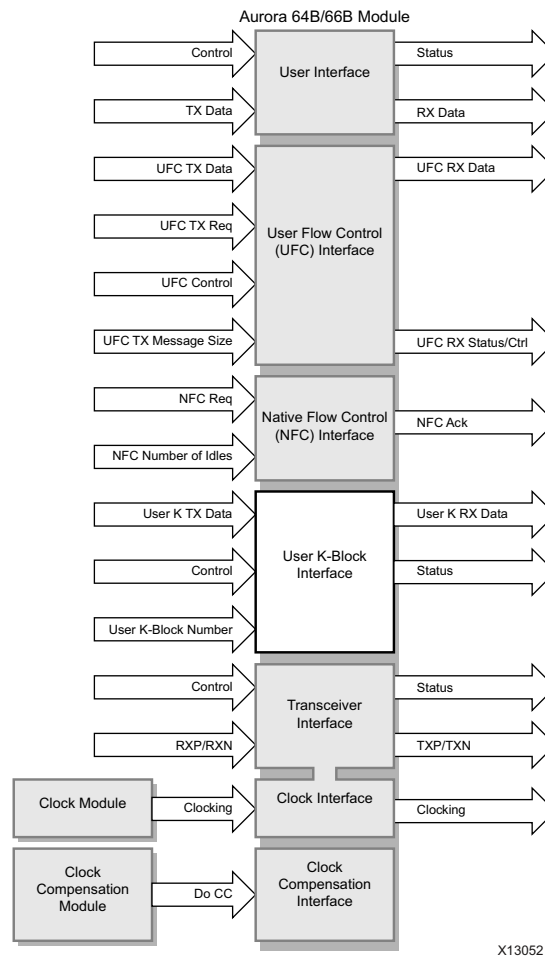 Aurora 64B/66B Module
Control
User Interface
Status
TX Data
RX Data
UFC TX Data
UFC RX Data
UFC TX Req
User Flow Control
(UFC) Interface
UFC Control
UFC TX Message Size
UFC RX Status/Ctrl
NFC Req
Native Flow Control
(NFC) Interface
NFC Ack
NFC Number of Idles
User K TX Data
User K RX Data
User K-Block
Interface
Control
Status
User K-Block Number
Control
Transceiver
Interface
Status
RXP/RXN
TXP/TXN
Clock Module
Clocking
Clock Interface
Clocking
Clock
Compensation
Module
Do CC
Clock
Compensation
Interface
X13052